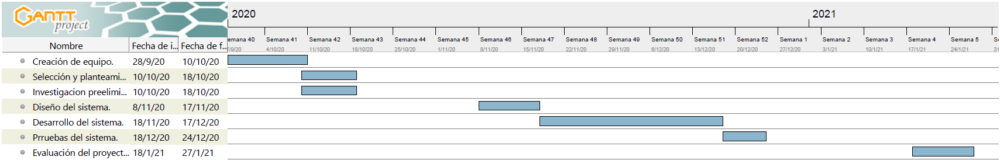 GANTT project
2020 2021
emana 40 Semana 41 Semana 42 Semana 43 Semana 44 Semana 45 Semana 46 Semana 47 Semana 48 Semana 49 Semana 50 Semana 51 Semana 52 Semana 1 Semana 2 Semana 3 Semana 4 Semana 5
Nombre Fecha de i... Fecha de f...
7/9/20 4/10/20 11/10/20 18/10/20 25/10/20 1/11/20 8/11/20 15/11/20 22/11/20 29/11/20 6/12/20 13/12/20 20/12/20 27/12/20 3/1/21 10/1/21 17/1/21 24/1/21 31
Creación de equipo. 28/9/20 10/10/20
Selección y planteami... 10/10/20 18/10/20
Investigacion preelimi... 10/10/20 18/10/20
Diseño del sistema. 8/11/20 17/11/20
Desarrollo del sistema. 18/11/20 17/12/20
Prruebas del sistema. 18/12/20 24/12/20
Evaluación del proyect... 18/1/21 27/1/21